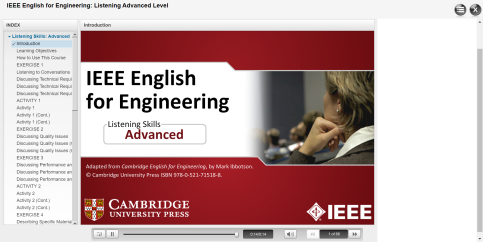 IEEE English for Engineering: Listening Advanced Level
INDEX
Listening Skills: Advanced
Introduction
Learning Objectives
How to Use This Course
EXERCISE 1
Listening to Conversations
Discussing Technical Requi
Discussing Technical Requi
Discussing Technical Requi
ACTIVITY 1
Activity 1
Activity 1 (Cont.)
Activity 1 (Cont.)
EXERCISE 2
Discussing Quality Issues
Discussing Quality Issues (
Discussing Quality Issues (
EXERCISE 3
Discussing Performance an
Discussing Performance an
Discussing Performance an
ACTIVITY 2
Activity 2
Activity 2 (Cont.)
Activity 2 (Cont.)
EXERCISE 4
Describing Specific Material
Introduction
IEEE English
for Engineering
Listening Skills
Advanced
Adapted from Cambridge English for Engineering, by Mark Ibbotson.
© Cambridge University Press ISBN 978-0-521-71518-8.
CAMBRIDGE
UNIVERSITY PRESS
IEEE